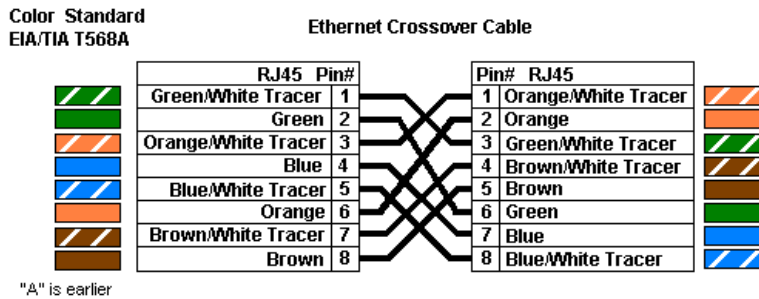 Color Standard
EIA/TIA T568A
Ethernet Crossover Cable
RJ45 Pin#
Pin# RJ45
Green/White Tracer 1
1 Orange/White Tracer
Green 2
2 Orange
Orange/White Tracer 3
3 Green/White Tracer
Blue 4
4 Brown/White Tracer
Blue/White Tracer 5
5 Brown
Orange 6
6 Green
Brown/White Tracer 7
7 Blue
Brown 8
8 Blue/White Tracer
"A" is earlier